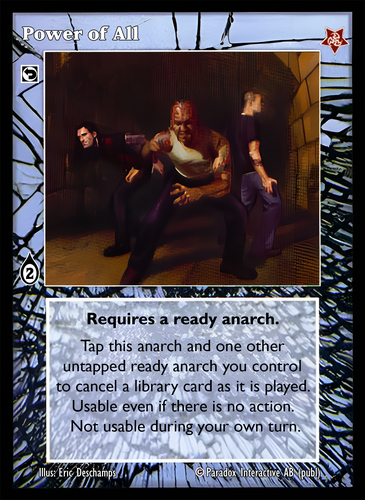 Power of All
2
Requires a ready anarch.
Tap this anarch and one other
untapped ready anarch you control
to cancel a library card as it is played.
Usable even if there is no action.
Not usable during your own turn.
Illus: Eric Deschamps
© Paradox Interactive AB (publ)